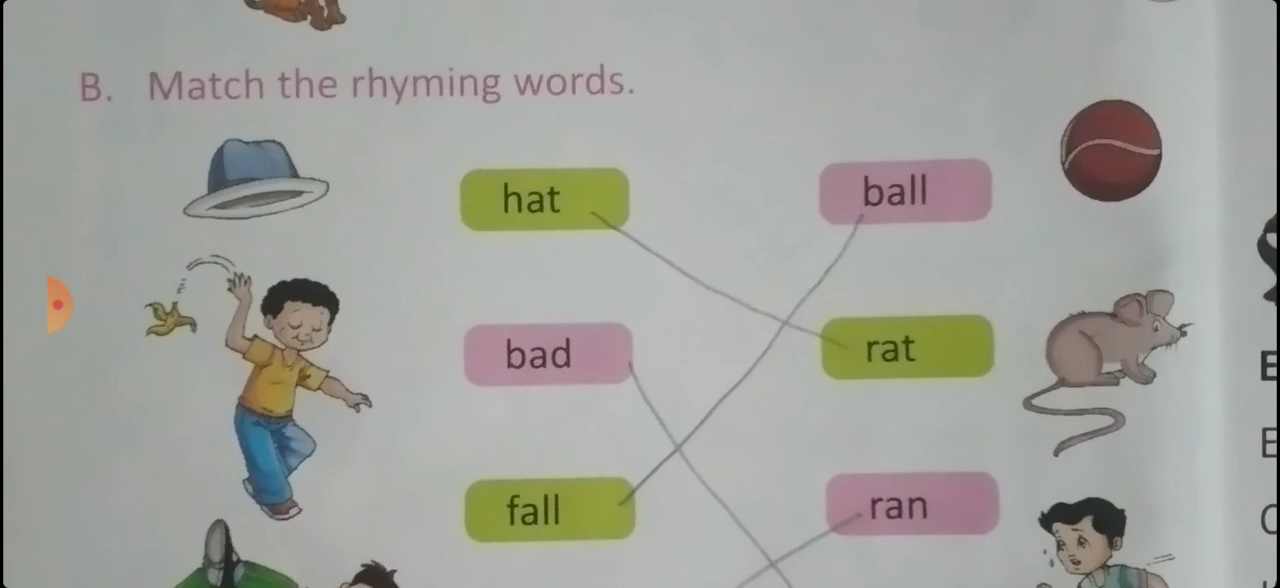 B. Match the rhyming words.
hat ball
bad rat
fall ran